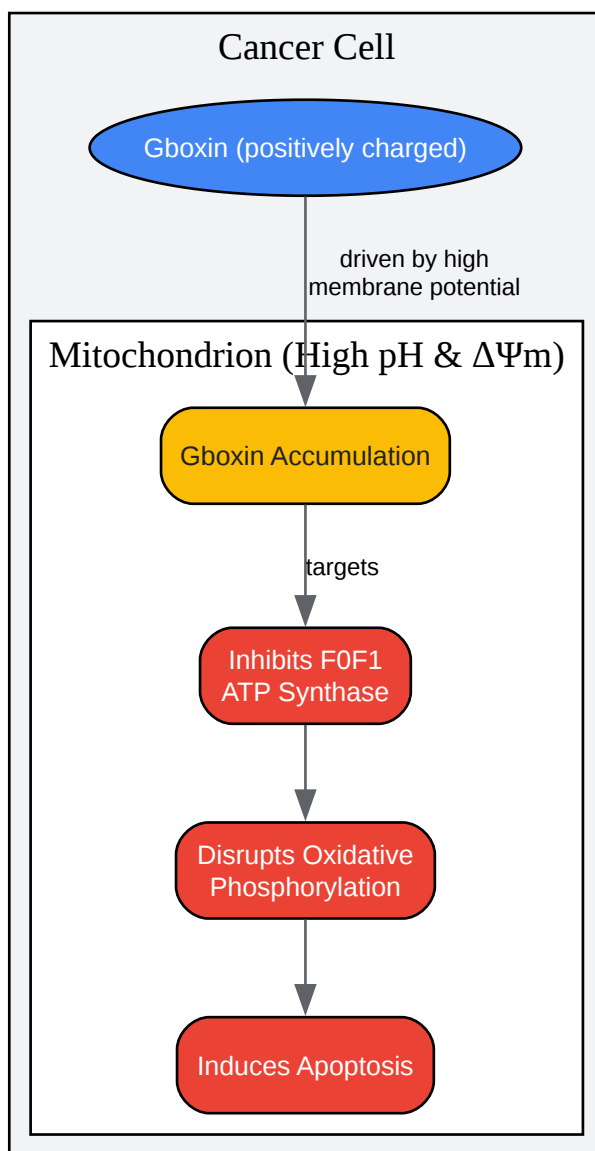 Cancer Cell
Gboxin (positively charged)
driven by high
membrane potential
Mitochondrion (High pH & ΔΨm)
Gboxin Accumulation
targets
Inhibits F0F1
ATP Synthase
Disrupts Oxidative
Phosphorylation
Induces Apoptosis